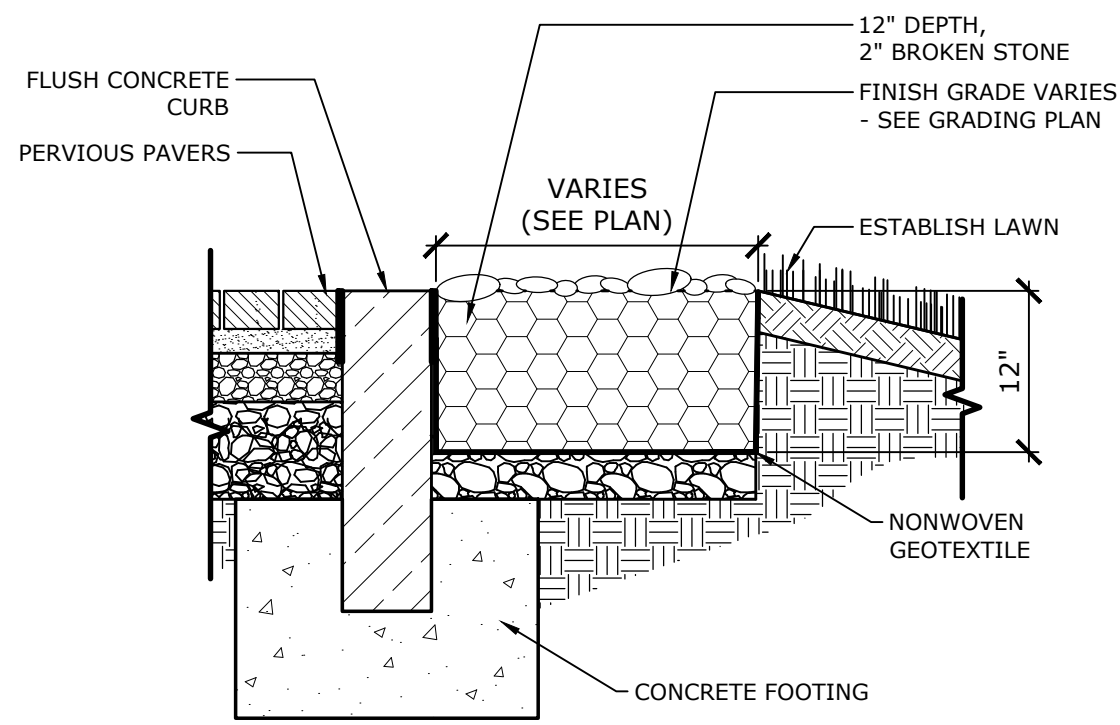 12" DEPTH,
2" BROKEN STONE
FLUSH CONCRETE
CURB
FINISH GRADE VARIES
- SEE GRADING PLAN
PERVIOUS PAVERS
VARIES
(SEE PLAN)
ESTABLISH LAWN
12"
NONWOVEN
GEOTEXTILE
CONCRETE FOOTING